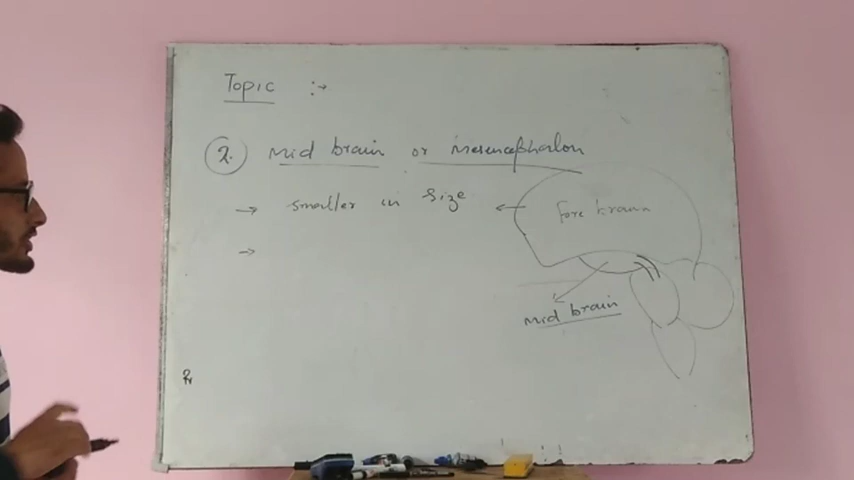 Topic :→
2. Mid brain or Mesencephalon
→ smaller in size
← fore brain
→
Mid brain